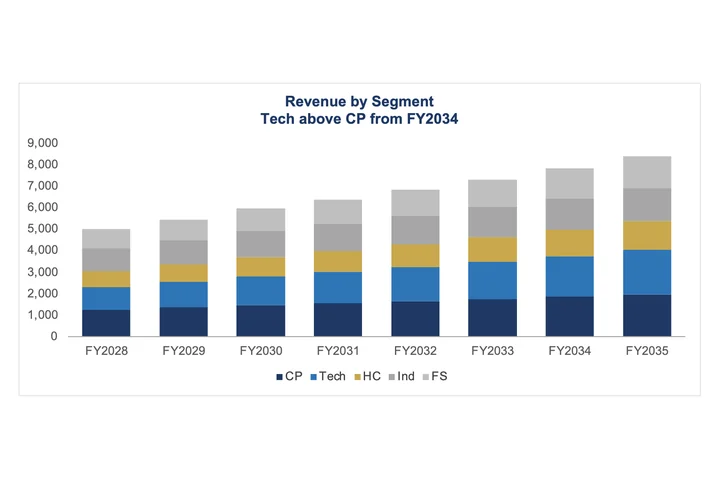 Revenue by Segment
Tech above CP from FY2034
9,000
8,000
7,000
6,000
5,000
4,000
3,000
2,000
1,000
0
FY2028 FY2029 FY2030 FY2031 FY2032 FY2033 FY2034 FY2035
CP Tech HC Ind FS